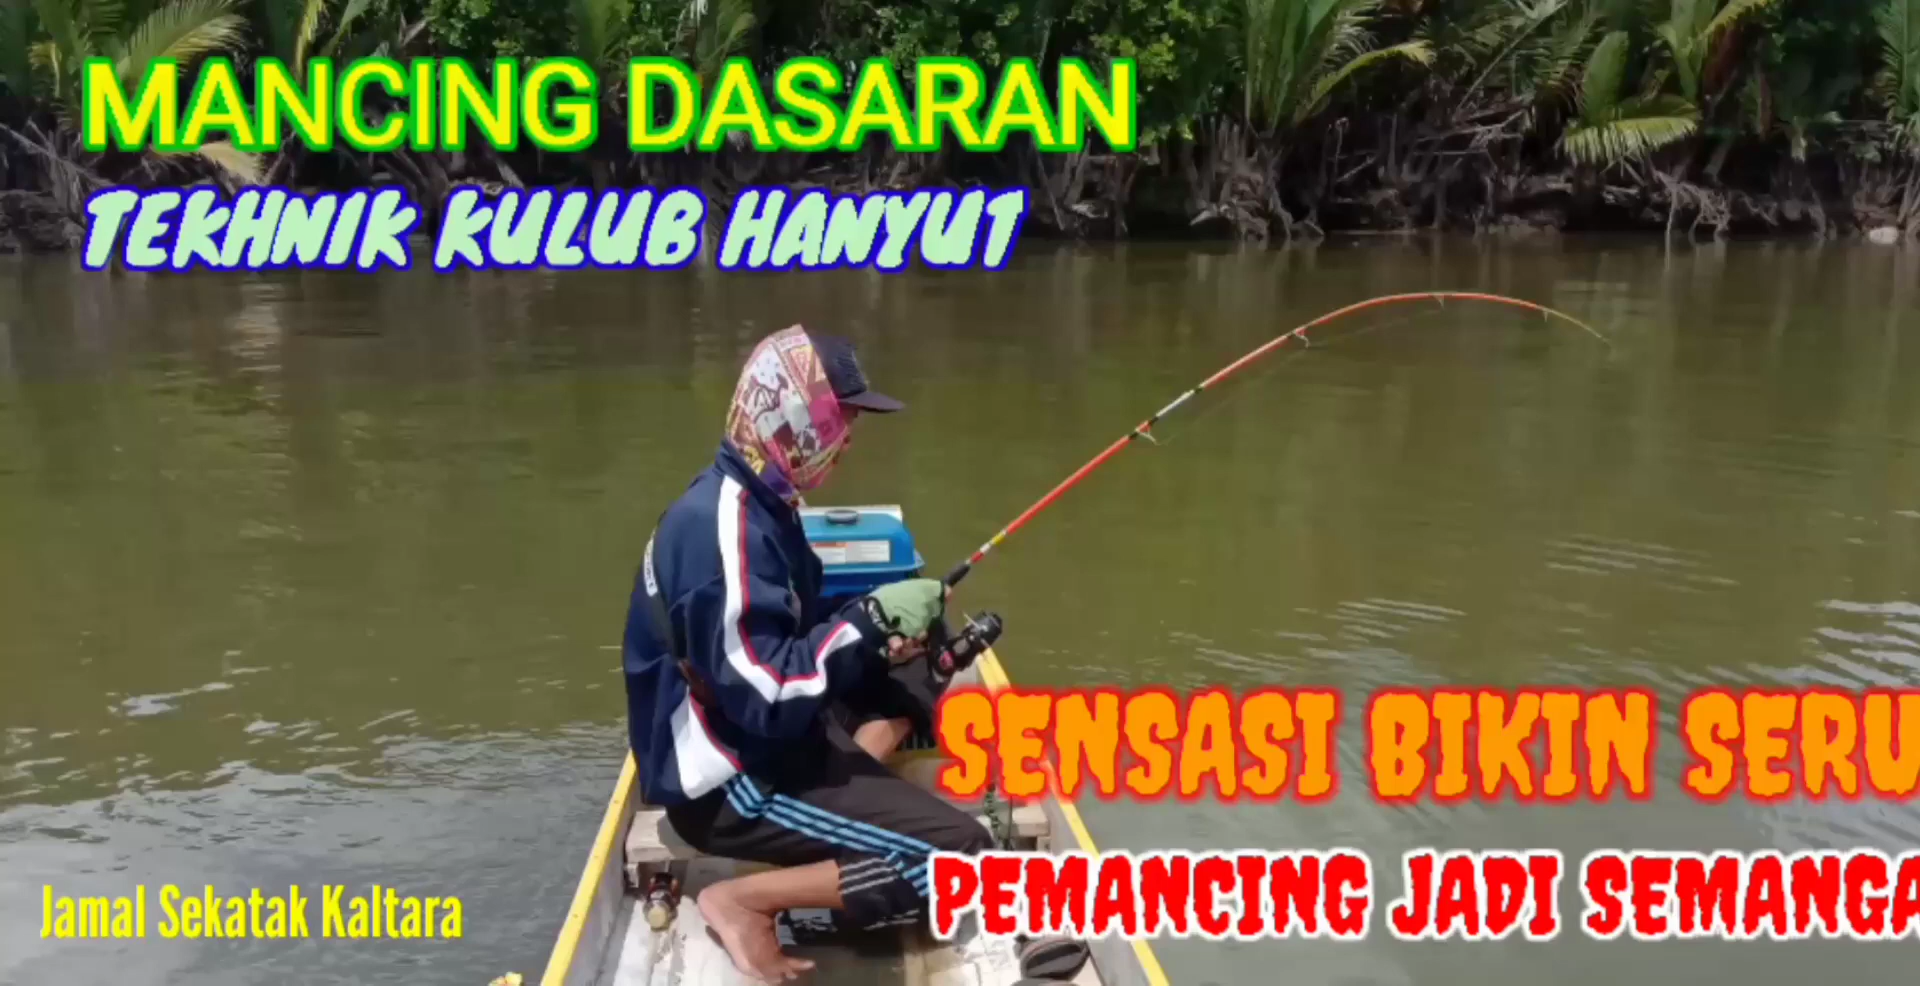 MANCING DASARAN
TEKHNIK KULUB HANYUT
SENSASI BIKIN SERU
PEMANCING JADI SEMANGA
Jamal Sekatak Kaltara